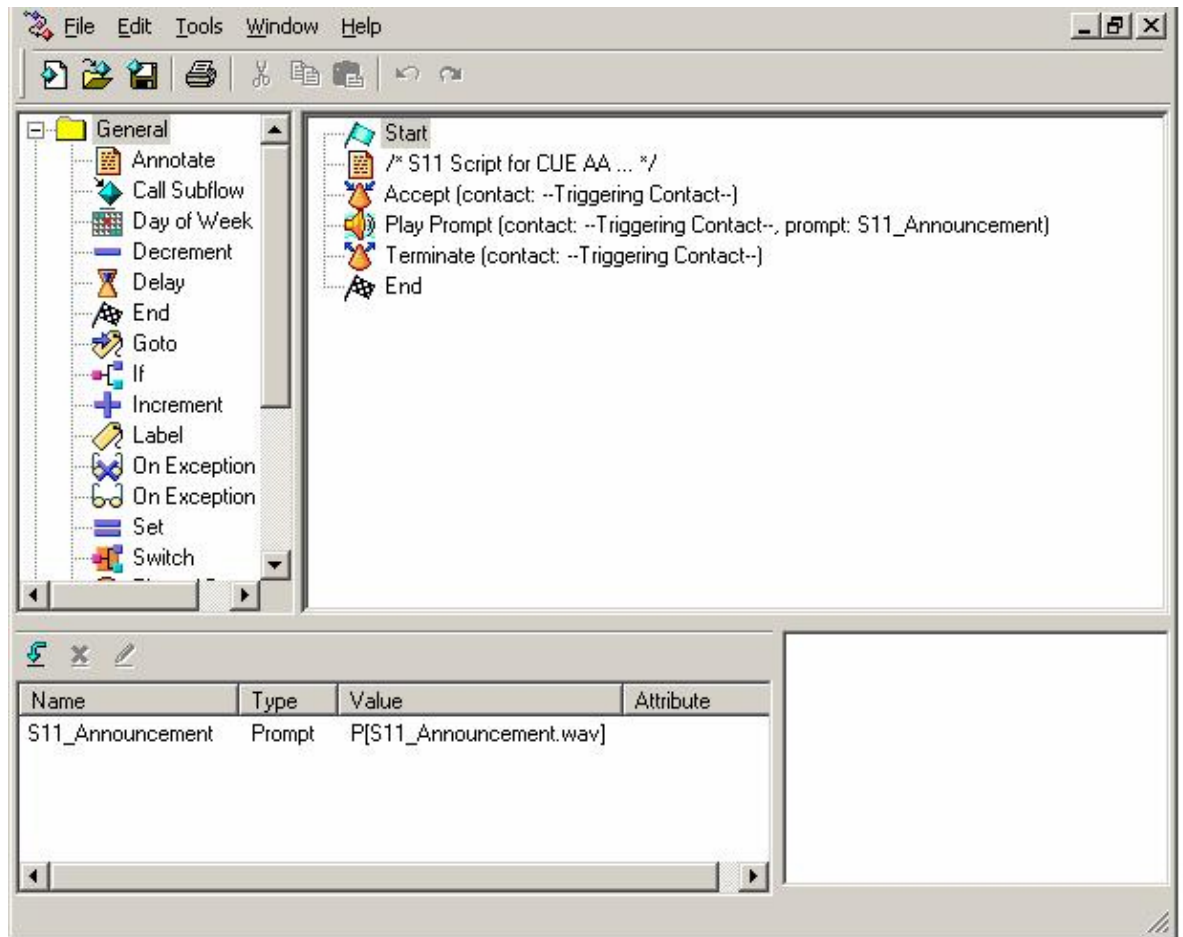 File Edit Tools Window Help
General
Annotate
Call Subflow
Day of Week
Decrement
Delay
End
Goto
If
Increment
Label
On Exception
On Exception
Set
Switch
Start
/* S11 Script for CUE AA ... */
Accept (contact: --Triggering Contact--)
Play Prompt (contact: --Triggering Contact--, prompt: S11_Announcement)
Terminate (contact: --Triggering Contact--)
End
Name Type Value Attribute
S11_Announcement Prompt P[S11_Announcement.wav]